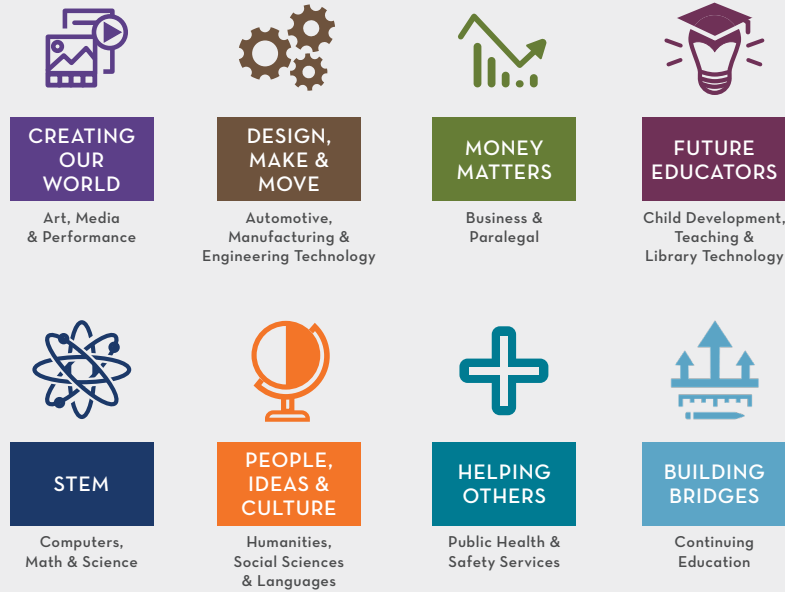 CREATING
OUR
WORLD
Art, Media
& Performance
DESIGN,
MAKE &
MOVE
Automotive,
Manufacturing &
Engineering Technology
MONEY
MATTERS
Business &
Paralegal
FUTURE
EDUCATORS
Child Development,
Teaching &
Library Technology
STEM
Computers,
Math & Science
PEOPLE,
IDEAS &
CULTURE
Humanities,
Social Sciences
& Languages
HELPING
OTHERS
Public Health &
Safety Services
BUILDING
BRIDGES
Continuing
Education